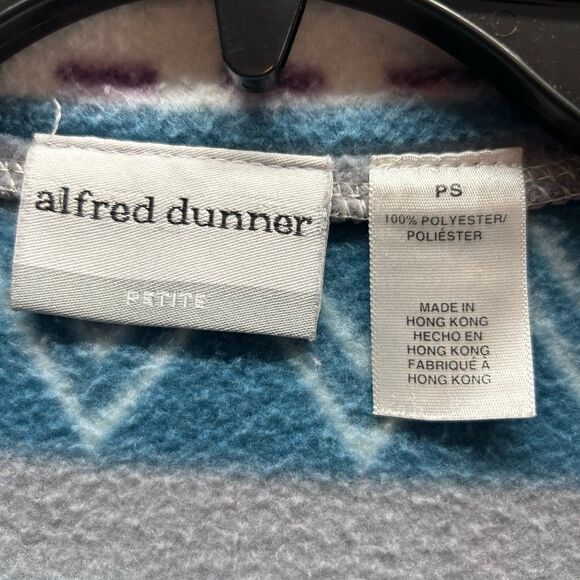 alfred dunner
PETITE
PS
100% POLYESTER/
POLIÉSTER
MADE IN
HONG KONG
HECHO EN
HONG KONG
FABRIQUÉ À
HONG KONG